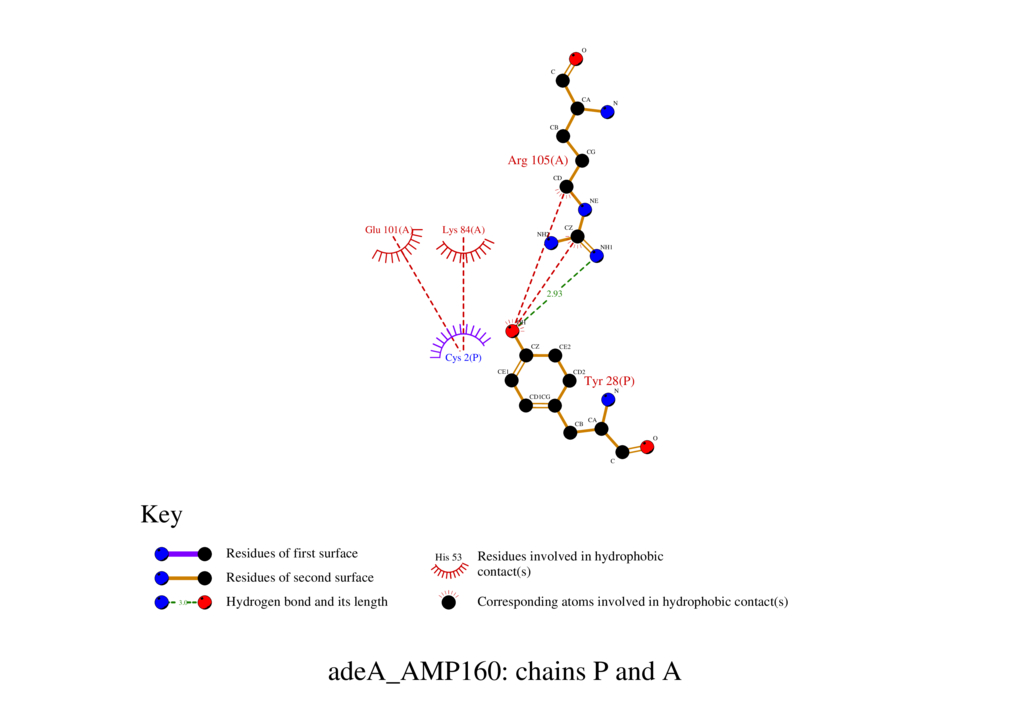 O
C
CA
N
CB
CG
Arg 105(A)
CD
NE
CZ
NH2
NH1
Glu 101(A)
Lys 84(A)
2.93
CZ
CE2
Cys 2(P)
CE1
CD2
Tyr 28(P)
N
CD1CG
CB
CA
O
C
Key
Residues of first surface
Residues of second surface
3.0
Hydrogen bond and its length
His 53
Residues involved in hydrophobic
contact(s)
Corresponding atoms involved in hydrophobic contact(s)
adeA_AMP160: chains P and A